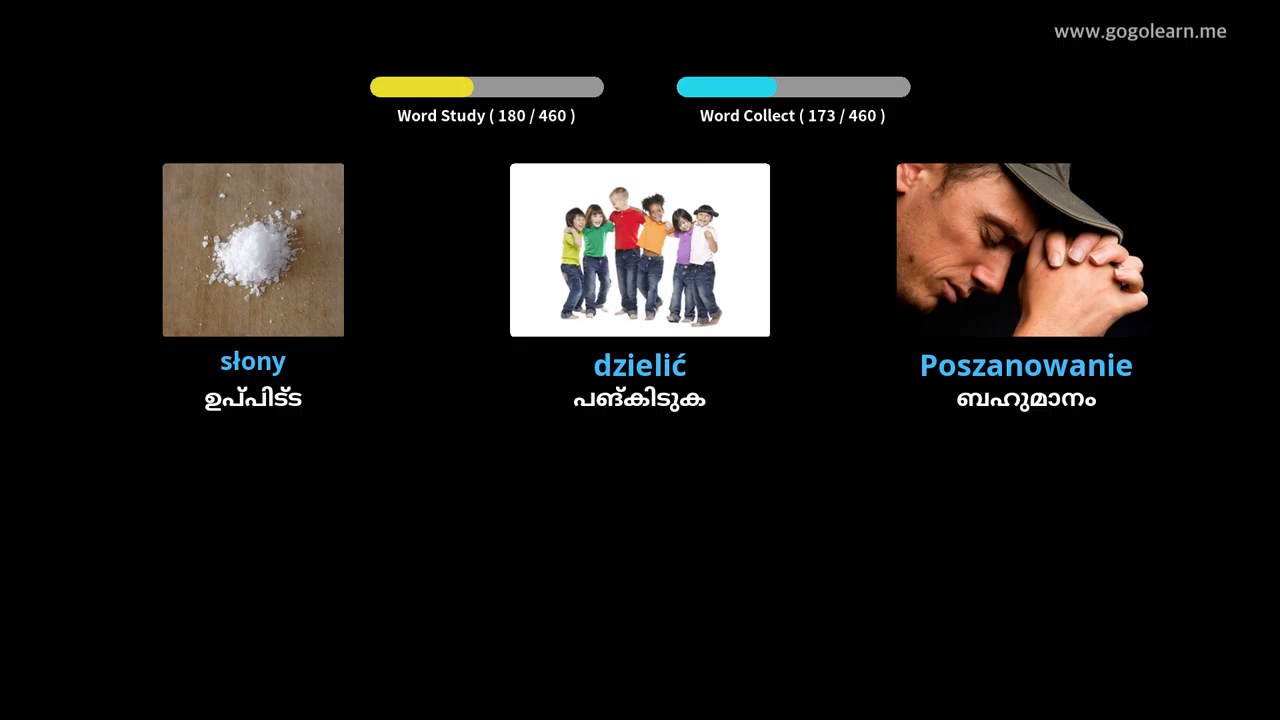 www.gogolearn.me
Word Study ( 180 / 460 )
Word Collect ( 173 / 460 )
słony
ഉപ്പിട്ട
dzielić
പങ്കിടുക
Poszanowanie
ബഹുമാനം